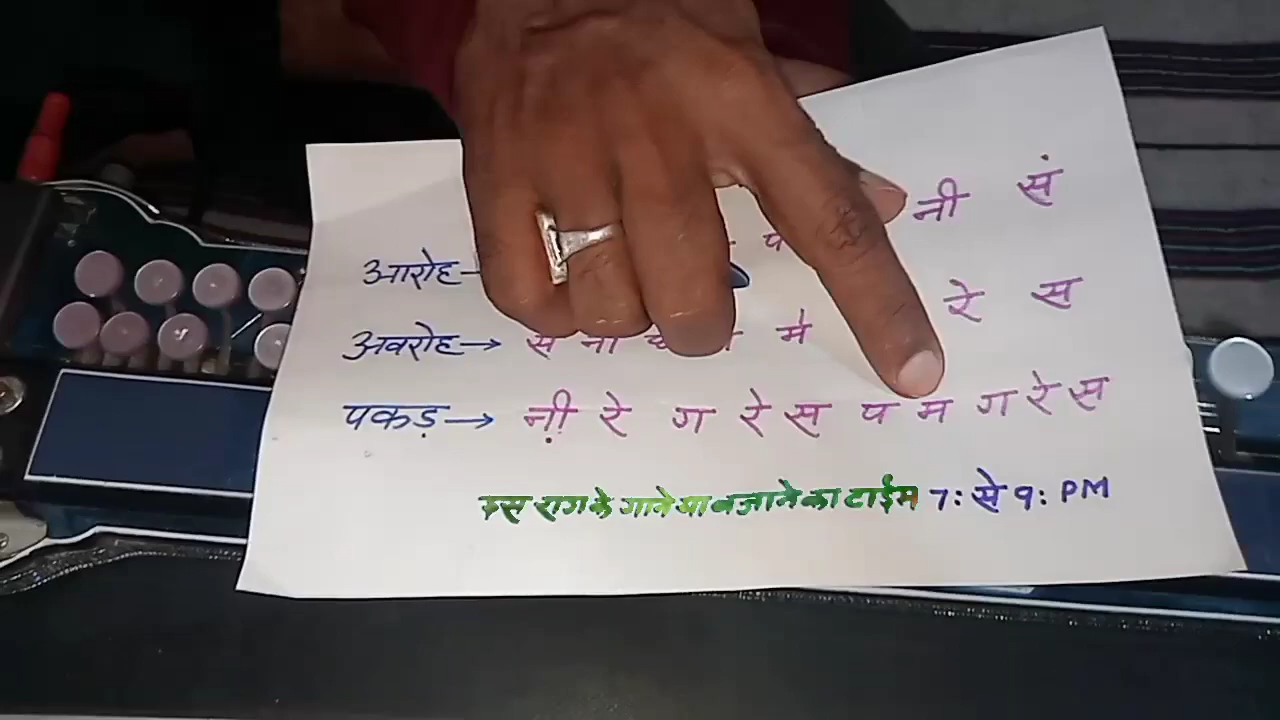 आरोह- प नी सं
अवरोह→ स मे रे स
पकड़→ नी़ रे ग रे स प म ग रे स
इस राग के गाने या बजाने का टाईम 7: से 9: PM